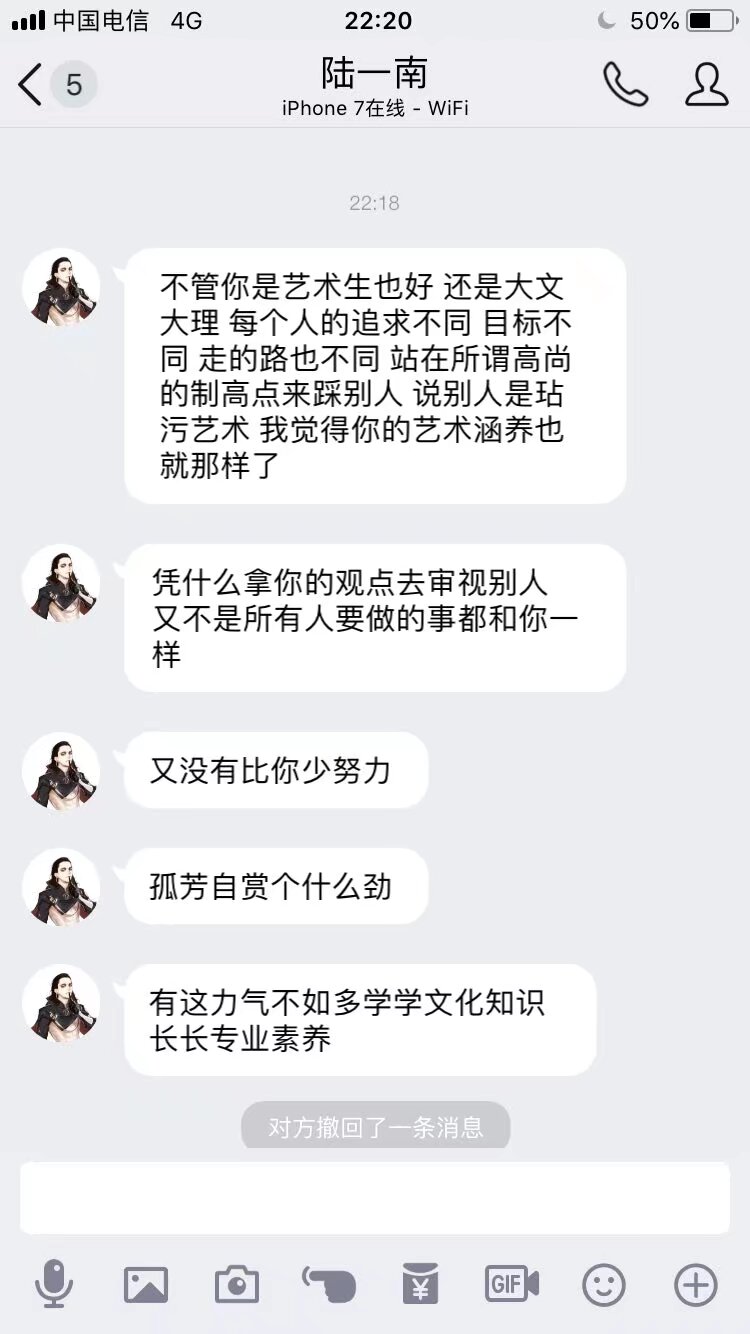 中国电信 4G 22:20 50%
5 陆一南
iPhone 7在线 - WiFi
22:18
不管你是艺术生也好 还是大文
大理 每个人的追求不同 目标不
同 走的路也不同 站在所谓高尚
的制高点来踩别人 说别人是玷
污艺术 我觉得你的艺术涵养也
就那样了
凭什么拿你的观点去审视别人
又不是所有人要做的事都和你一
样
又没有比你少努力
孤芳自赏个什么劲
有这力气不如多学学文化知识
长长专业素养
对方撤回了一条消息
¥ GIF